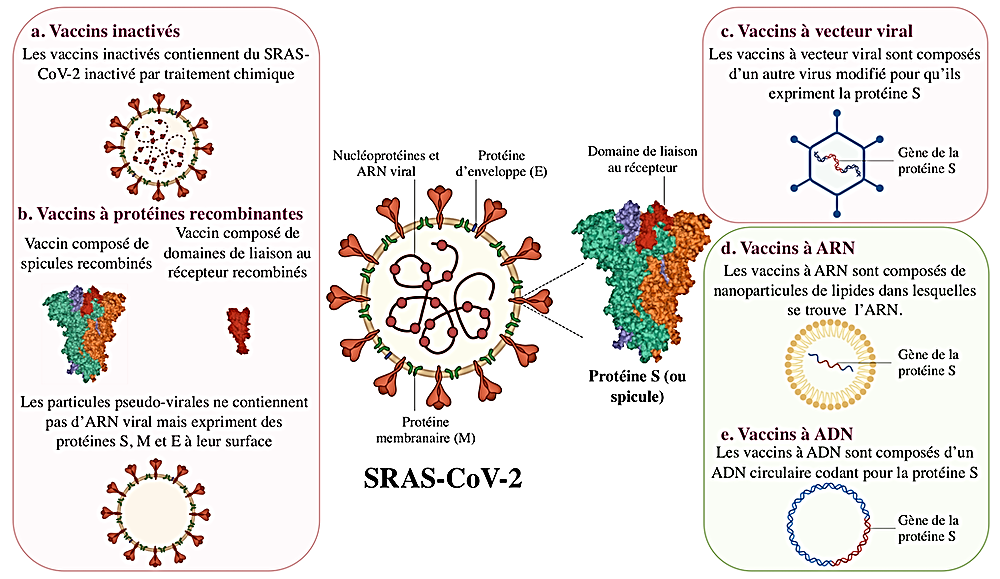 a. Vaccins inactivés
Les vaccins inactivés contiennent du SRAS-
CoV-2 inactivé par traitement chimique
b. Vaccins à protéines recombinantes
Vaccin composé de
spicules recombinés
Vaccin composé de
domaines de liaison au
récepteur recombinés
Les particules pseudo-virales ne contiennent
pas d'ARN viral mais expriment des
protéines S, M et E à leur surface
Nucléoprotéines et
ARN viral
Protéine
d'enveloppe (E)
Domaine de liaison
au récepteur
Protéine
membranaire (M)
Protéine S (ou
spicule)
SRAS-CoV-2
c. Vaccins à vecteur viral
Les vaccins à vecteur viral sont composés
d'un autre virus modifié pour qu'ils
expriment la protéine S
Gène de la
protéine S
d. Vaccins à ARN
Les vaccins à ARN sont composés de
nanoparticules de lipides dans lesquelles
se trouve l'ARN.
Gène de la
protéine S
e. Vaccins à ADN
Les vaccins à ADN sont composés d'un
ADN circulaire codant pour la protéine S
Gène de la
protéine S